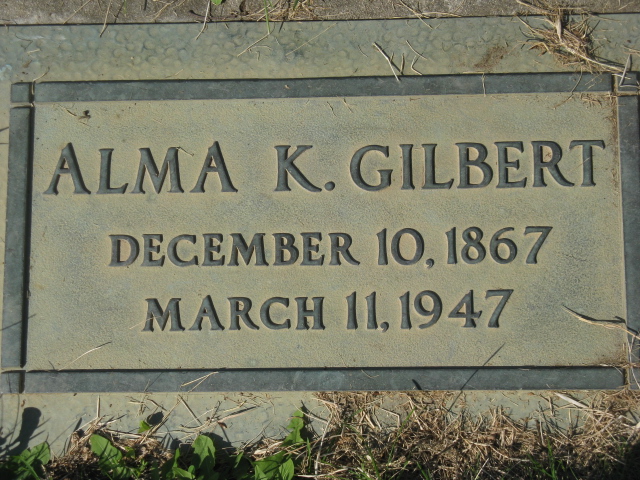 ALMA K. GILBERT
DECEMBER 10, 1867
MARCH 11, 1947